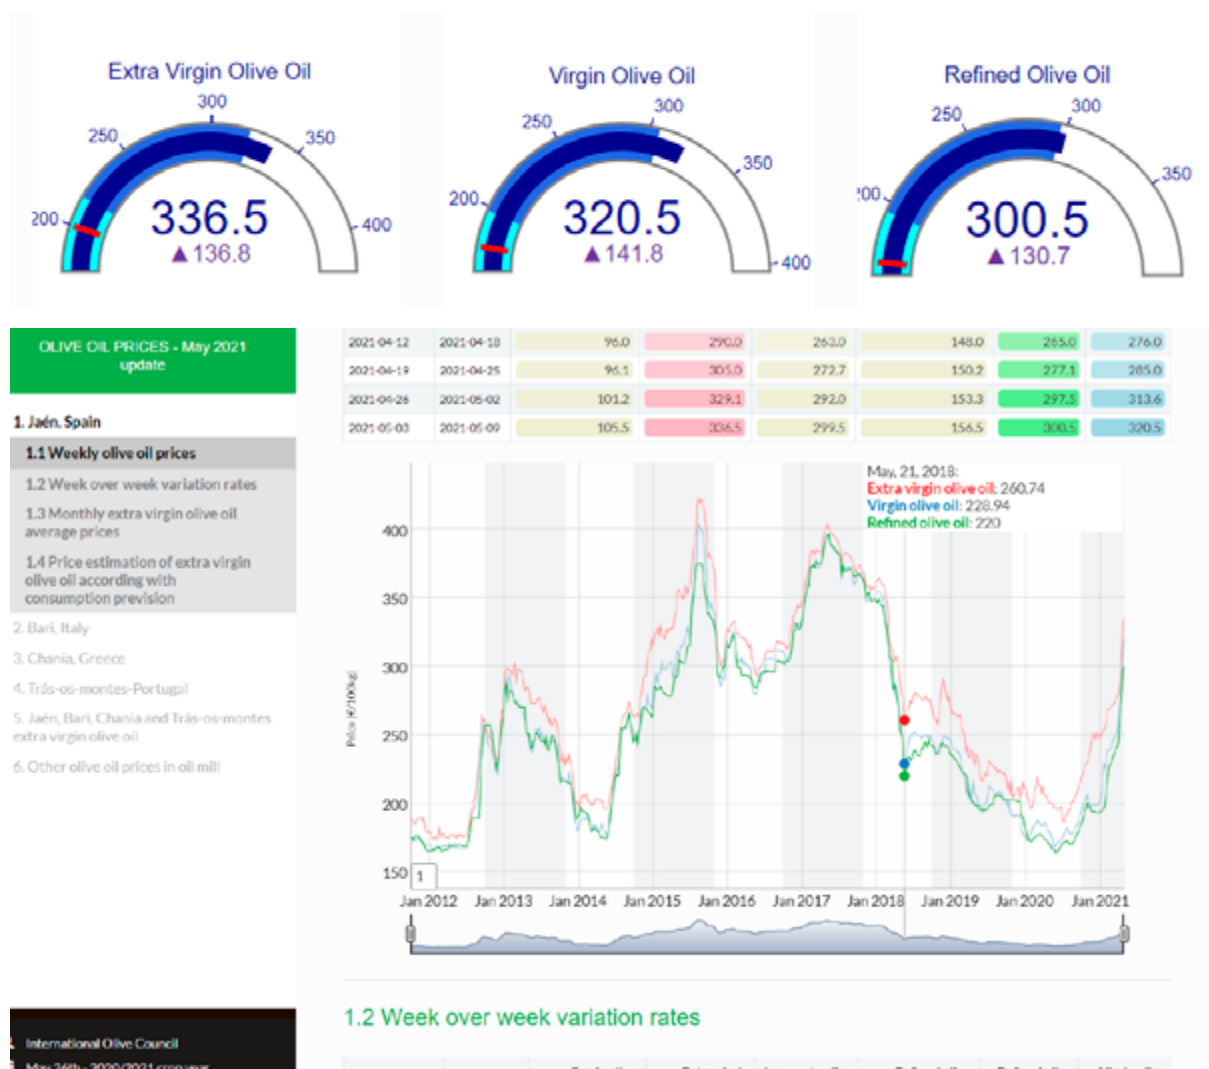 Extra Virgin Olive Oil
200
250
300
350
400
336.5
▲136.8
Virgin Olive Oil
200
250
300
350
400
320.5
▲141.8
Refined Olive Oil
200
250
300
350
300.5
▲130.7
OLIVE OIL PRICES - May 2021
update
1. Jaén, Spain
1.1 Weekly olive oil prices
1.2 Week over week variation rates
1.3 Monthly extra virgin olive oil
average prices
1.4 Price estimation of extra virgin
olive oil according with
consumption prevision
2. Bari, Italy
3. Chania, Greece
4. Trás-os-montes-Portugal
5. Jaén, Bari, Chania and Trás-os-montes
extra virgin olive oil
6. Other olive oil prices in oil mill
International Olive Council
May 26th - 2020/2021 crop year
2021-04-12 2021-04-18 96.0 290.0 263.0 148.0 265.0 276.0
2021-04-19 2021-04-25 96.1 305.0 272.7 150.2 277.1 285.0
2021-04-26 2021-05-02 101.2 329.1 292.0 153.3 297.5 313.6
2021-05-03 2021-05-09 105.5 336.5 299.5 156.5 300.5 320.5
May, 21, 2018:
Extra virgin olive oil: 260.74
Virgin olive oil: 228.94
Refined olive oil: 220
Price (€/100kg)
400
350
300
250
200
150
1
Jan 2012 Jan 2013 Jan 2014 Jan 2015 Jan 2016 Jan 2017 Jan 2018 Jan 2019 Jan 2020 Jan 2021
1.2 Week over week variation rates